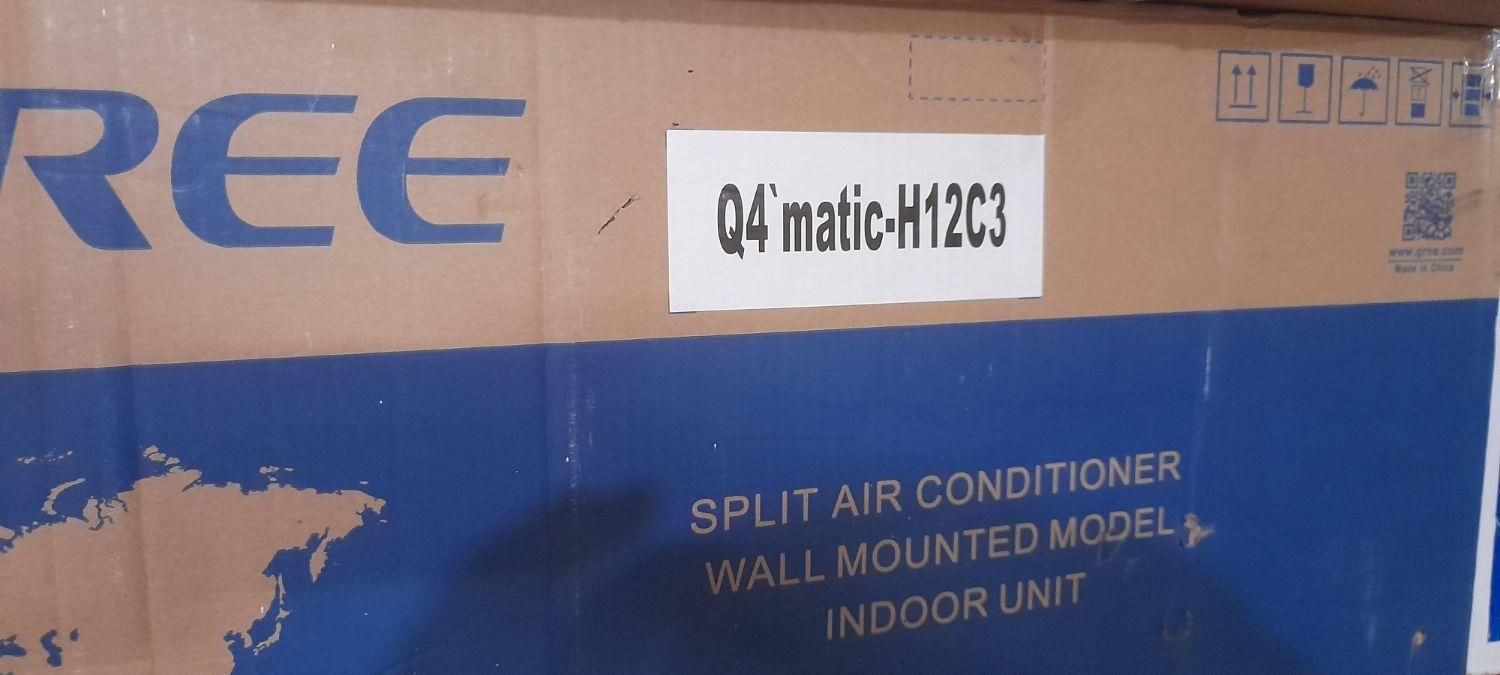 REE
Q4`matic-H12C3
www.gree.com
Made in China
SPLIT AIR CONDITIONER
WALL MOUNTED MODEL
INDOOR UNIT